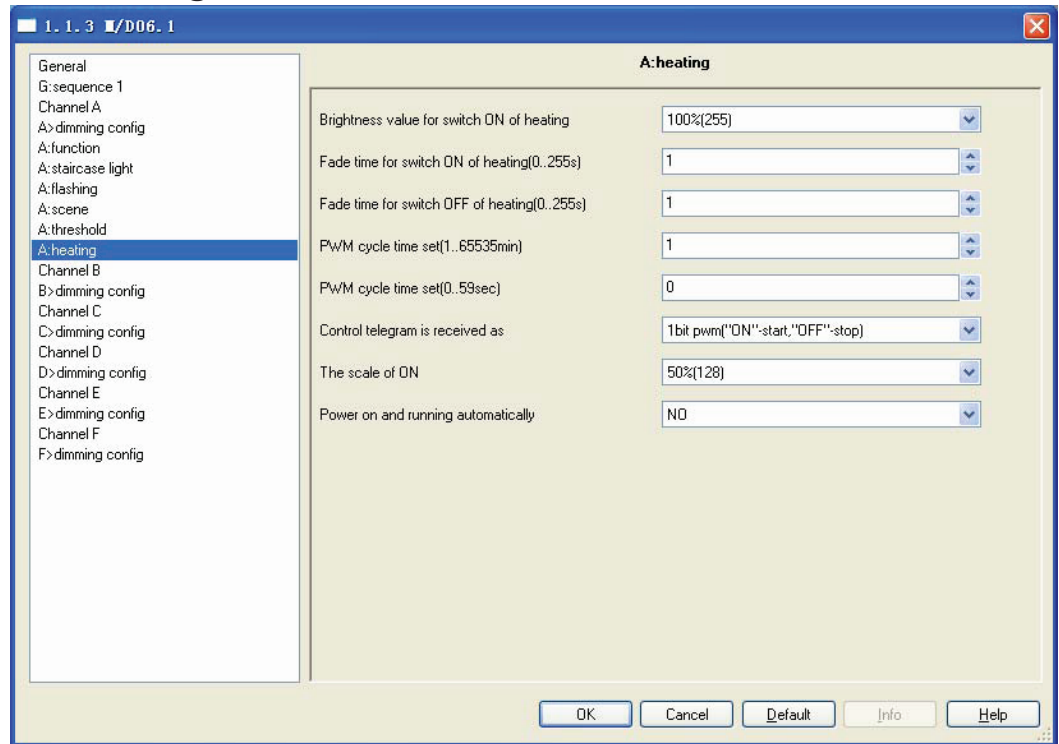 1.1.3 M/D06.1
General
G:sequence 1
Channel A
A>dimming config
A:function
A:staircase light
A:flashing
A:scene
A:threshold
A:heating
Channel B
B>dimming config
Channel C
C>dimming config
Channel D
D>dimming config
Channel E
E>dimming config
Channel F
F>dimming config
A:heating
Brightness value for switch ON of heating 100%(255)
Fade time for switch ON of heating(0..255s) 1
Fade time for switch OFF of heating(0..255s) 1
PWM cycle time set(1..65535min) 1
PWM cycle time set(0..59sec) 0
Control telegram is received as 1bit pwm("ON"-start,"OFF"-stop)
The scale of ON 50%(128)
Power on and running automatically NO
OK Cancel Default Info Help